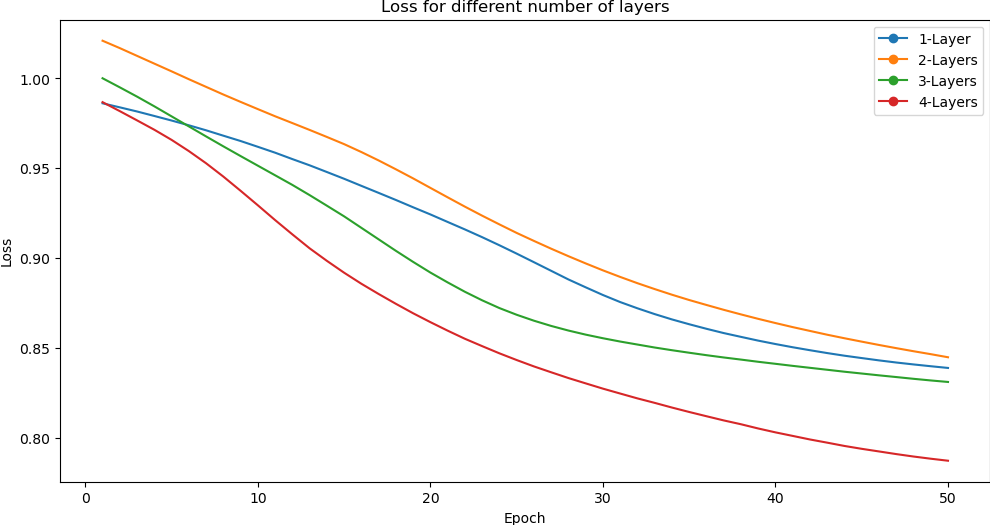 Loss for different number of layers
1-Layer
2-Layers
3-Layers
4-Layers
Loss
1.00
0.95
0.90
0.85
0.80
0
10
20
30
40
50
Epoch